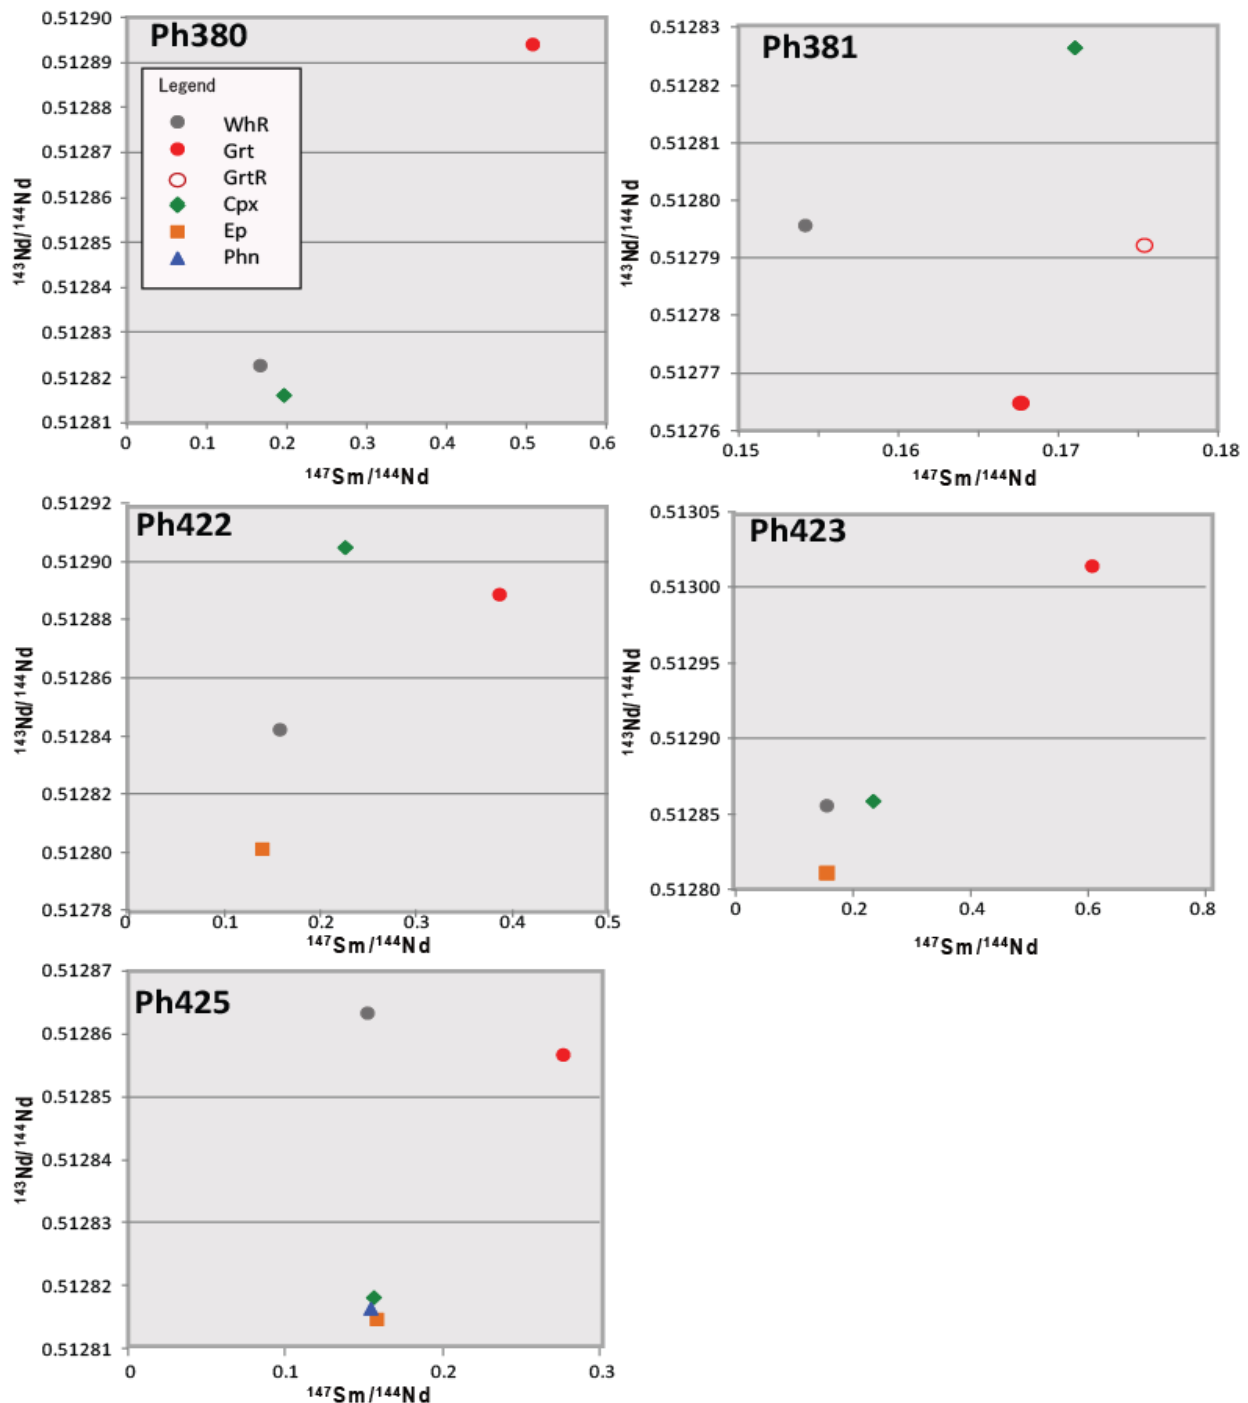 Ph380
0.51290
0.51289
0.51288
0.51287
0.51286
0.51285
0.51284
0.51283
0.51282
0.51281
143Nd/144Nd
Legend
WhR
Grt
GrtR
Cpx
Ep
Phn
0 0.1 0.2 0.3 0.4 0.5 0.6
147Sm/144Nd
Ph381
0.51283
0.51282
0.51281
0.51280
0.51279
0.51278
0.51277
0.51276
143Nd/144Nd
0.15 0.16 0.17 0.18
147Sm/144Nd
Ph422
0.51292
0.51290
0.51288
0.51286
0.51284
0.51282
0.51280
0.51278
143Nd/144Nd
0 0.1 0.2 0.3 0.4 0.5
147Sm/144Nd
Ph423
0.51305
0.51300
0.51295
0.51290
0.51285
0.51280
143Nd/144Nd
0 0.2 0.4 0.6 0.8
147Sm/144Nd
Ph425
0.51287
0.51286
0.51285
0.51284
0.51283
0.51282
0.51281
143Nd/144Nd
0 0.1 0.2 0.3
147Sm/144Nd